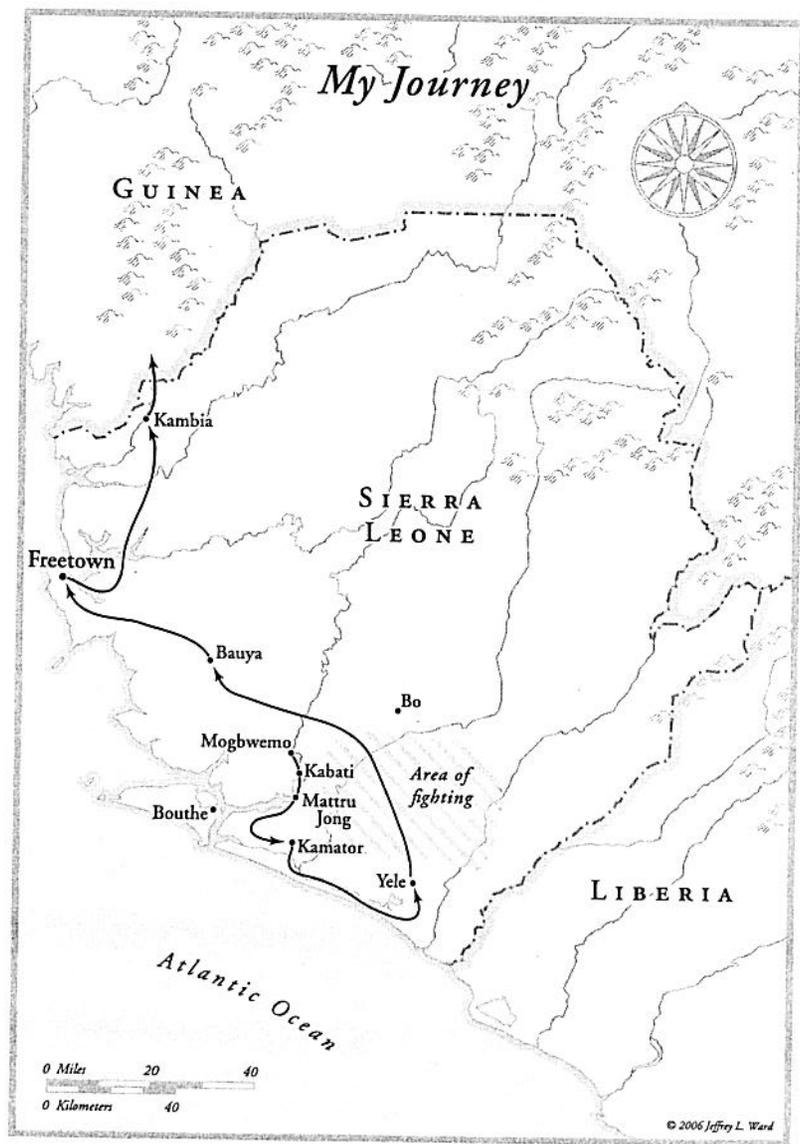 My Journey
GUINEA
Kambia
SIERRA
LEONE
Freetown
Bauya
Bo
Mogbwemo
Kabati
Area of
fighting
Mattru
Jong
Bouthe
Kamator
Yele
LIBERIA
Atlantic Ocean
0 Miles 20 40
0 Kilometers 40
© 2006 Jeffrey L. Ward